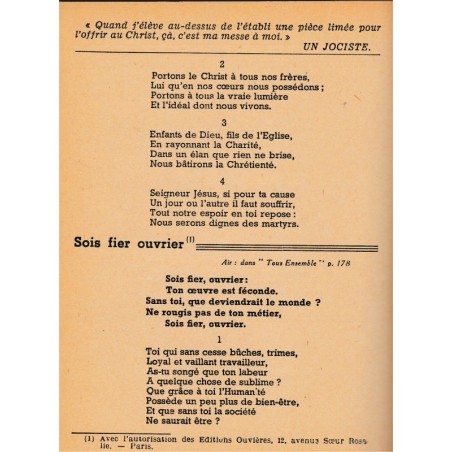 « Quand j'élève au-dessus de l'établi une pièce limée pour
l'offrir au Christ, çà, c'est ma messe à moi. »
UN JOCISTE.
2
Portons le Christ à tous nos frères,
Lui qu'en nos cœurs nous possédons ;
Portons à tous la vraie lumière
Et l'idéal dont nous vivons.
3
Enfants de Dieu, fils de l'Eglise,
En rayonnant la Charité,
Dans un élan que rien ne brise,
Nous bâtirons la Chrétienté.
4
Seigneur Jésus, si pour ta cause
Un jour ou l'autre il faut souffrir,
Tout notre espoir en toi repose :
Nous serons dignes des martyrs.
Sois fier ouvrier (1)
Air : dans " Tous Ensemble " p. 178
Sois fier, ouvrier :
Ton œuvre est féconde.
Sans toi, que deviendrait le monde ?
Ne rougis pas de ton métier,
Sois fier, ouvrier.
1
Toi qui sans cesse bûches, trimes,
Loyal et vaillant travailleur,
As-tu songé que ton labeur
A quelque chose de sublime ?
Que grâce à toi l'Humanité
Possède un peu plus de bien-être,
Et que sans toi la société
Ne saurait être ?
(1) Avec l'autorisation des Editions Ouvières, 12, avenue Sœur Rosa-
lie. — Paris.